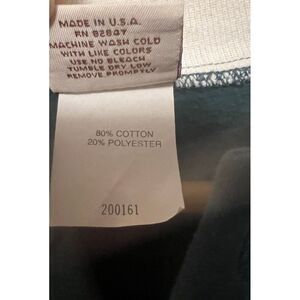 MADE IN U.S.A.
RN 82847
MACHINE WASH COLD
WITH LIKE COLORS
USE NO BLEACH
TUMBLE DRY LOW
REMOVE PROMPTLY
80% COTTON
20% POLYESTER
200161